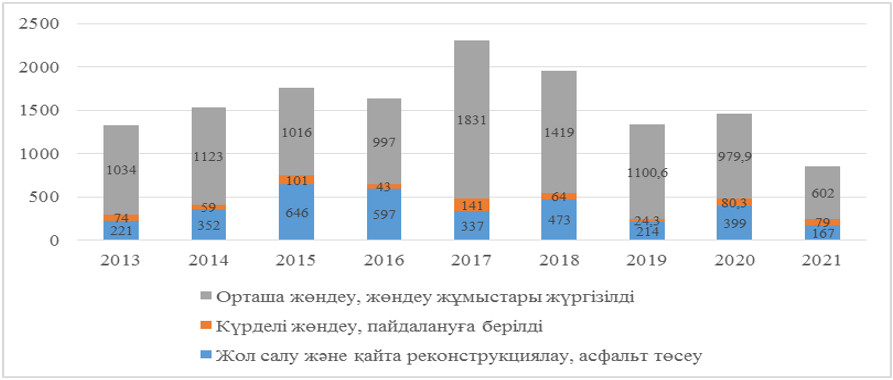 2500
2000
1500
1000
500
0
1034 1123 1016 997 1831 1419 1100,6 979,9 602
74 59 101 43 141 64 24,3 80,3 79
221 352 646 597 337 473 214 399 167
2013 2014 2015 2016 2017 2018 2019 2020 2021
Орташа жөндеу, жөндеу жұмыстары жүргізілді
Күрделі жөндеу, пайдалануға берілді
Жол салу және қайта реконструкциялау, асфальт төсеу